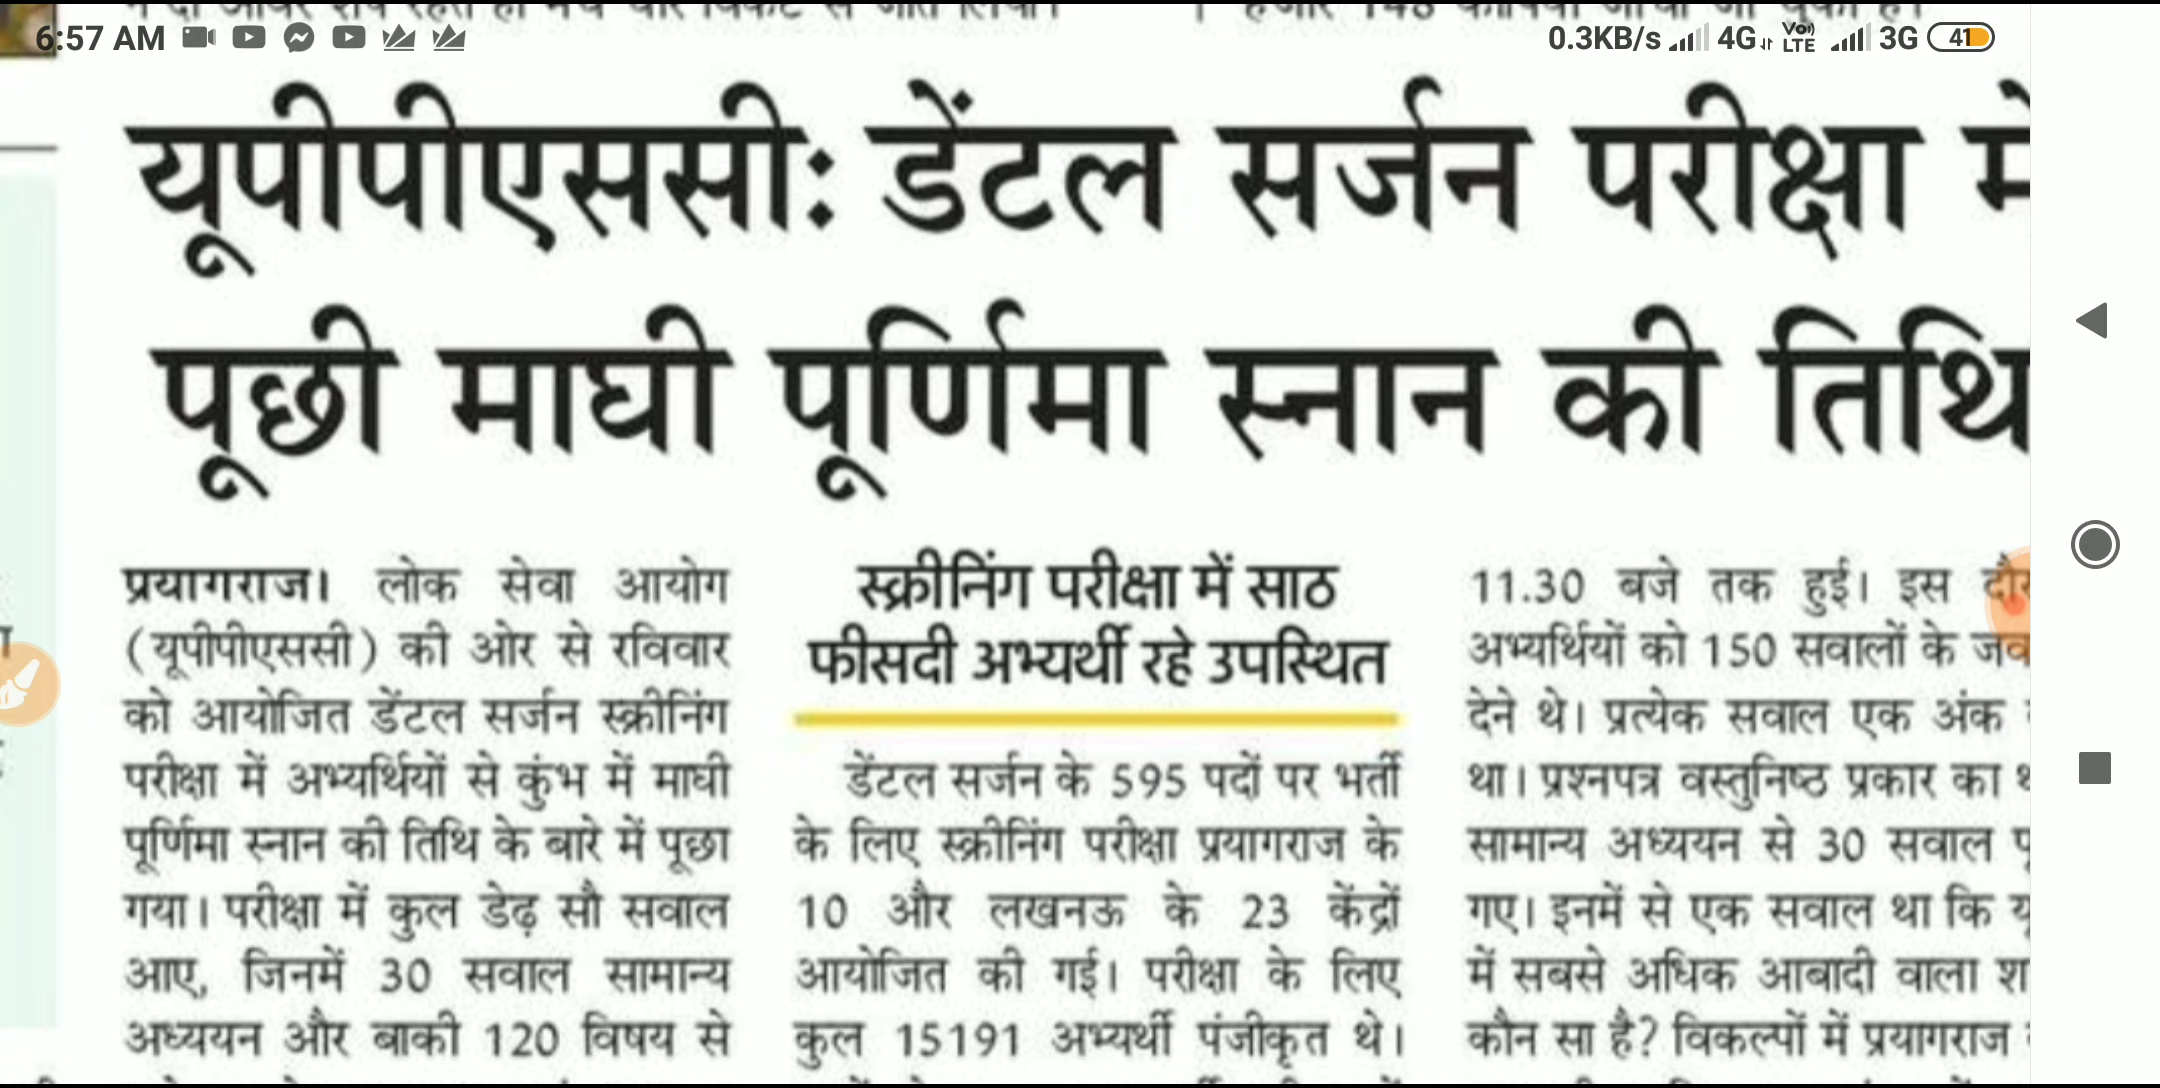 6:57 AM
0.3KB/s 4G VoLTE 3G 41
यूपीपीएससी: डेंटल सर्जन परीक्षा में
पूछी माघी पूर्णिमा स्नान की तिथि
प्रयागराज। लोक सेवा आयोग
(यूपीपीएससी) की ओर से रविवार
को आयोजित डेंटल सर्जन स्क्रीनिंग
परीक्षा में अभ्यर्थियों से कुंभ में माघी
पूर्णिमा स्नान की तिथि के बारे में पूछा
गया। परीक्षा में कुल डेढ़ सौ सवाल
आए, जिनमें 30 सवाल सामान्य
अध्ययन और बाकी 120 विषय से
स्क्रीनिंग परीक्षा में साठ
फीसदी अभ्यर्थी रहे उपस्थित
डेंटल सर्जन के 595 पदों पर भर्ती
के लिए स्क्रीनिंग परीक्षा प्रयागराज के
10 और लखनऊ के 23 केंद्रों
आयोजित की गई। परीक्षा के लिए
कुल 15191 अभ्यर्थी पंजीकृत थे।
11.30 बजे तक हुई। इस
अभ्यर्थियों को 150 सवालों के
देने थे। प्रत्येक सवाल एक अंक
था। प्रश्नपत्र वस्तुनिष्ठ प्रकार का
सामान्य अध्ययन से 30 सवाल
गए। इनमें से एक सवाल था कि
में सबसे अधिक आबादी वाला
कौन सा है? विकल्पों में प्रयागराज